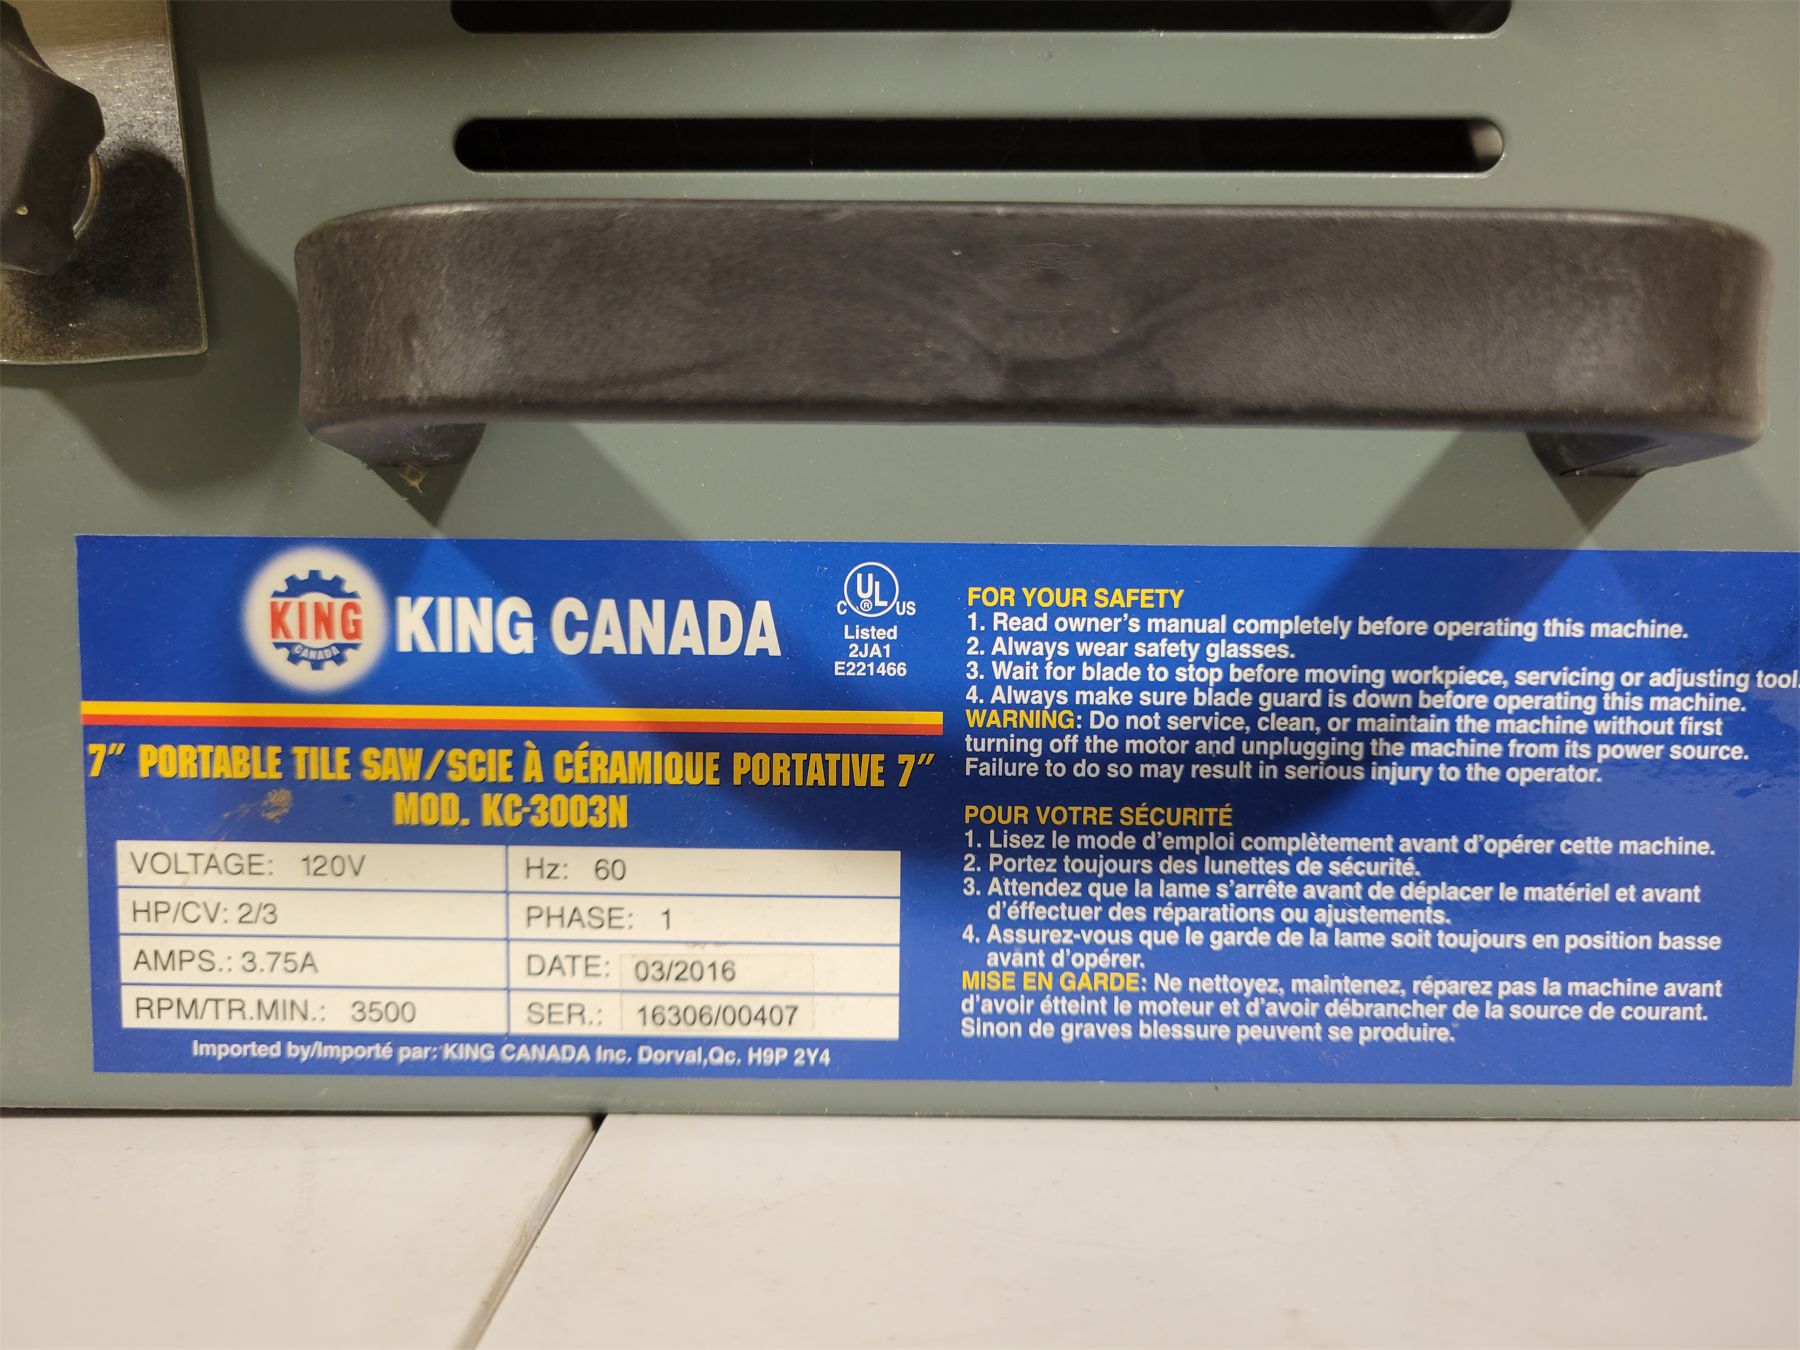 KING
CANADA
KING CANADA
C UL ® US
Listed
2JA1
E221466
7" PORTABLE TILE SAW/SCIE À CÉRAMIQUE PORTATIVE 7"
MOD. KC-3003N
VOLTAGE: 120V
Hz: 60
HP/CV: 2/3
PHASE: 1
AMPS.: 3.75A
DATE: 03/2016
RPM/TR.MIN.: 3500
SER.: 16306/00407
Imported by/Importé par: KING CANADA Inc. Dorval,Qc. H9P 2Y4
FOR YOUR SAFETY
1. Read owner's manual completely before operating this machine.
2. Always wear safety glasses.
3. Wait for blade to stop before moving workpiece, servicing or adjusting tool.
4. Always make sure blade guard is down before operating this machine.
WARNING: Do not service, clean, or maintain the machine without first
turning off the motor and unplugging the machine from its power source.
Failure to do so may result in serious injury to the operator.
POUR VOTRE SÉCURITÉ
1. Lisez le mode d'emploi complètement avant d'opérer cette machine.
2. Portez toujours des lunettes de sécurité.
3. Attendez que la lame s'arrête avant de déplacer le matériel et avant
d'éffectuer des réparations ou ajustements.
4. Assurez-vous que le garde de la lame soit toujours en position basse
avant d'opérer.
MISE EN GARDE: Ne nettoyez, maintenez, réparez pas la machine avant
d'avoir étteint le moteur et d'avoir débrancher de la source de courant.
Sinon de graves blessure peuvent se produire.